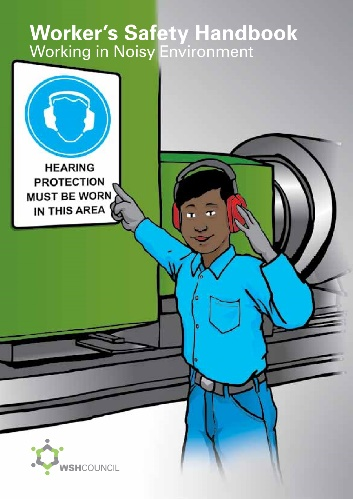 Worker's Safety Handbook
Working in Noisy Environment
HEARING
PROTECTION
MUST BE WORN
IN THIS AREA
WSHCOUNCIL